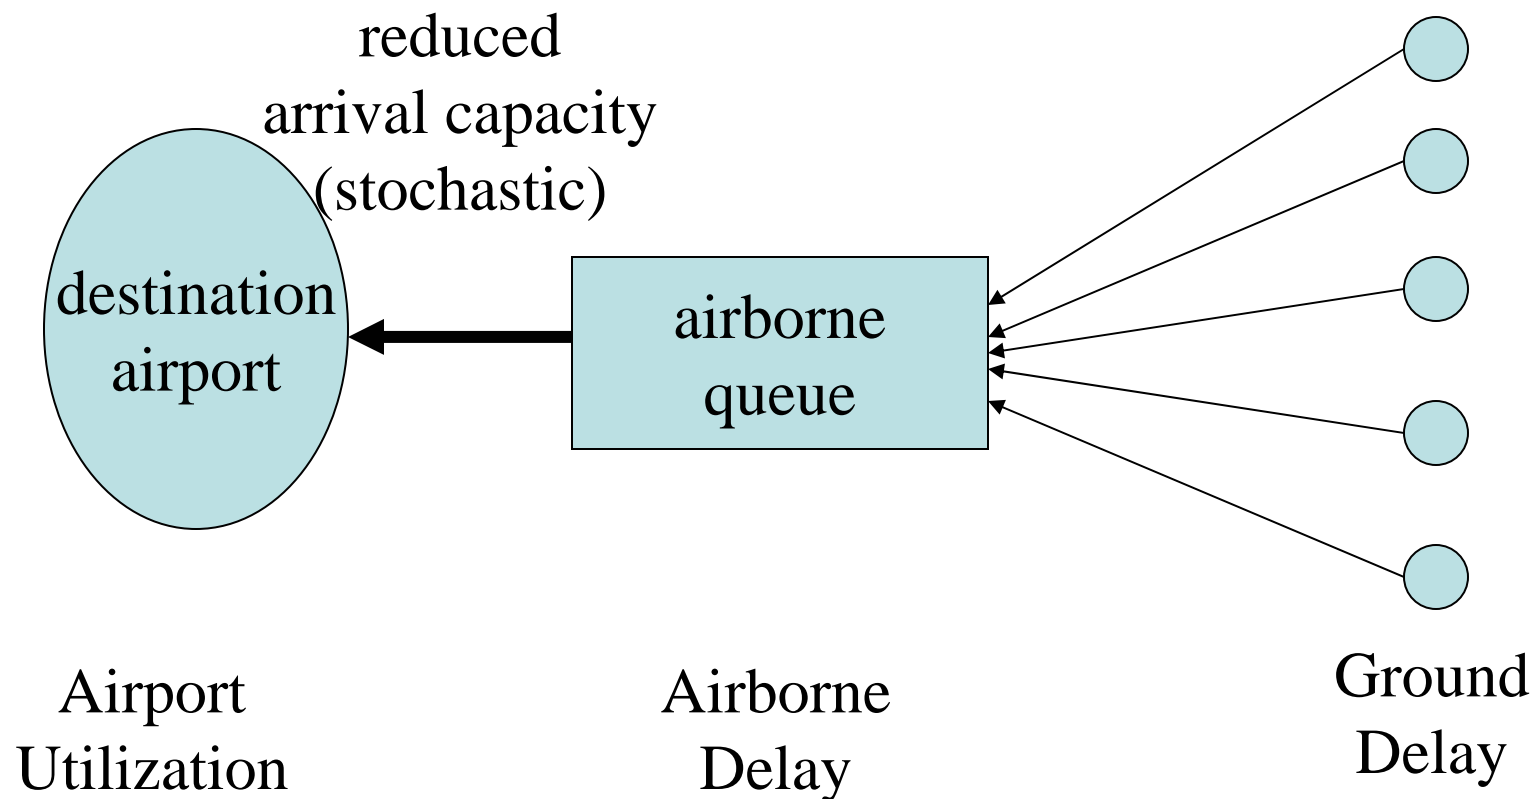 reduced
arrival capacity
(stochastic)
destination
airport
airborne
queue
Airport
Utilization
Airborne
Delay
Ground
Delay